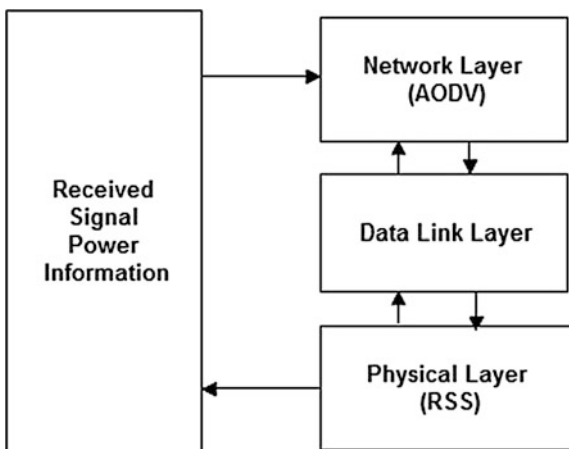 Received
Signal
Power
Information
Network Layer
(AODV)
Data Link Layer
Physical Layer
(RSS)